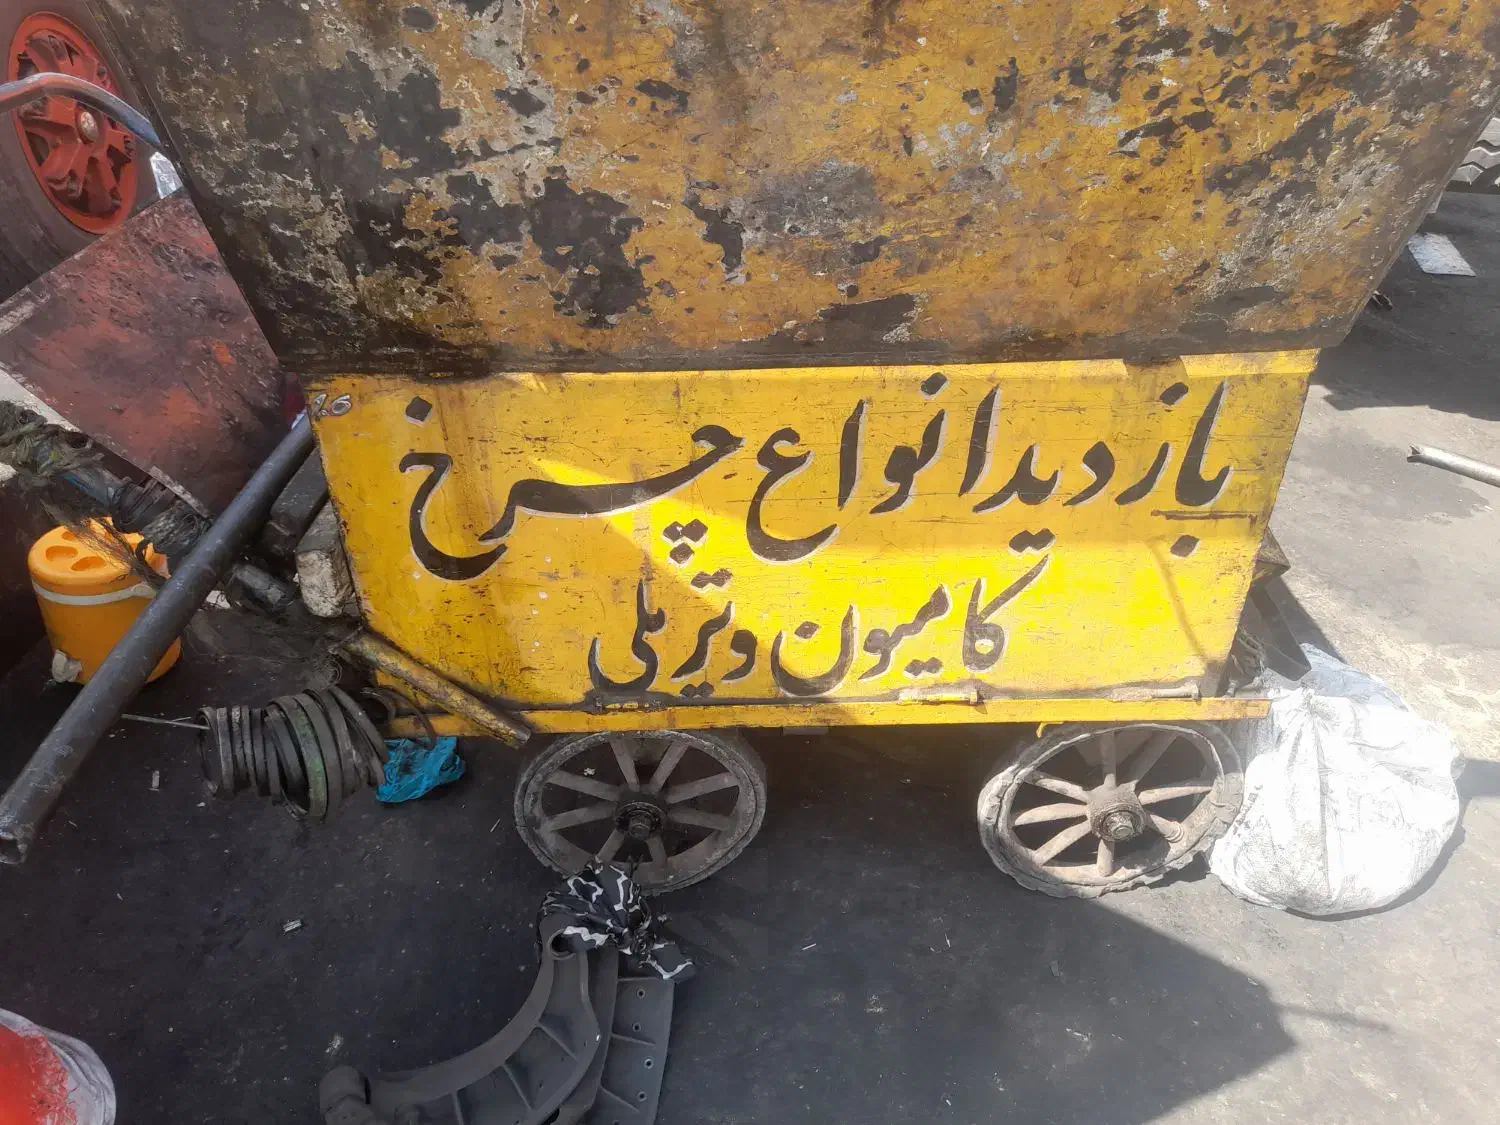 بازدید انواع چرخ
کامیون و تریلی